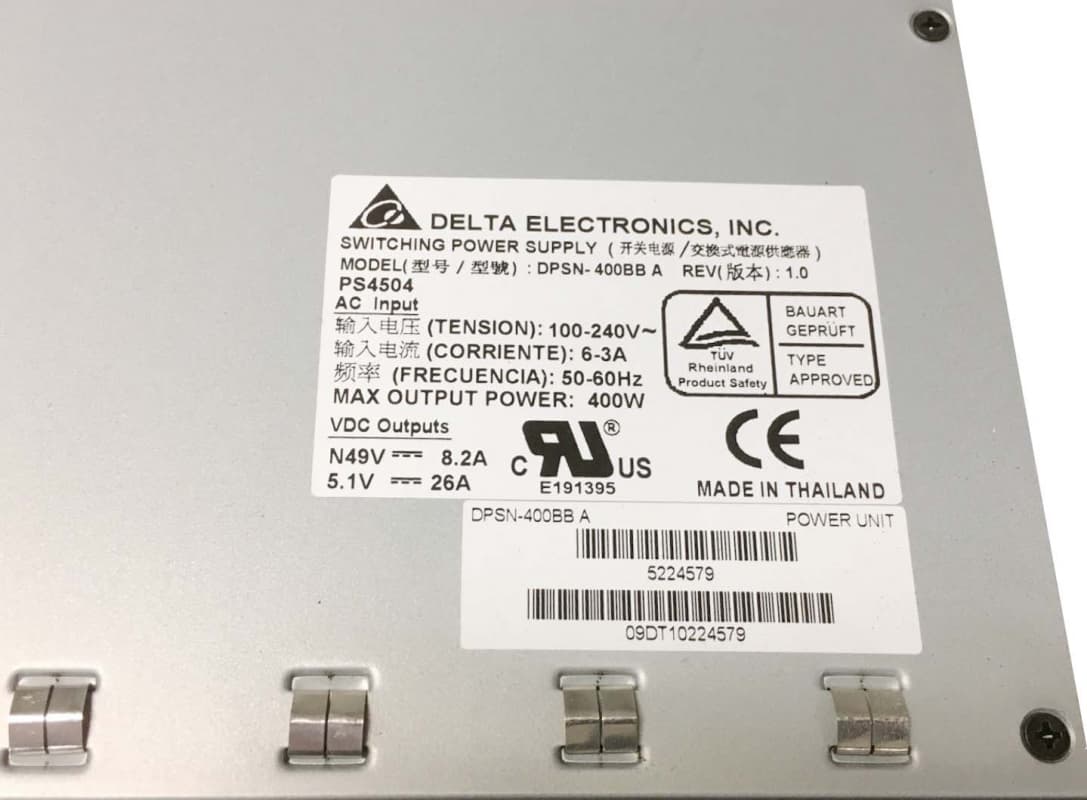 DELTA ELECTRONICS, INC.
SWITCHING POWER SUPPLY (开关电源/交換式電源供應器)
MODEL(型号/型號) : DPSN-400BB A REV(版本) : 1.0
PS4504
AC Input
输入电压 (TENSION): 100-240V~
输入电流 (CORRIENTE): 6-3A
频率 (FRECUENCIA): 50-60Hz
MAX OUTPUT POWER: 400W
TÜV
Rheinland
Product Safety
BAUART
GEPRÜFT
TYPE
APPROVED
VDC Outputs
N49V ⎓ 8.2A
5.1V ⎓ 26A
C RU ® US
E191395
CE
MADE IN THAILAND
DPSN-400BB A POWER UNIT
5224579
09DT10224579